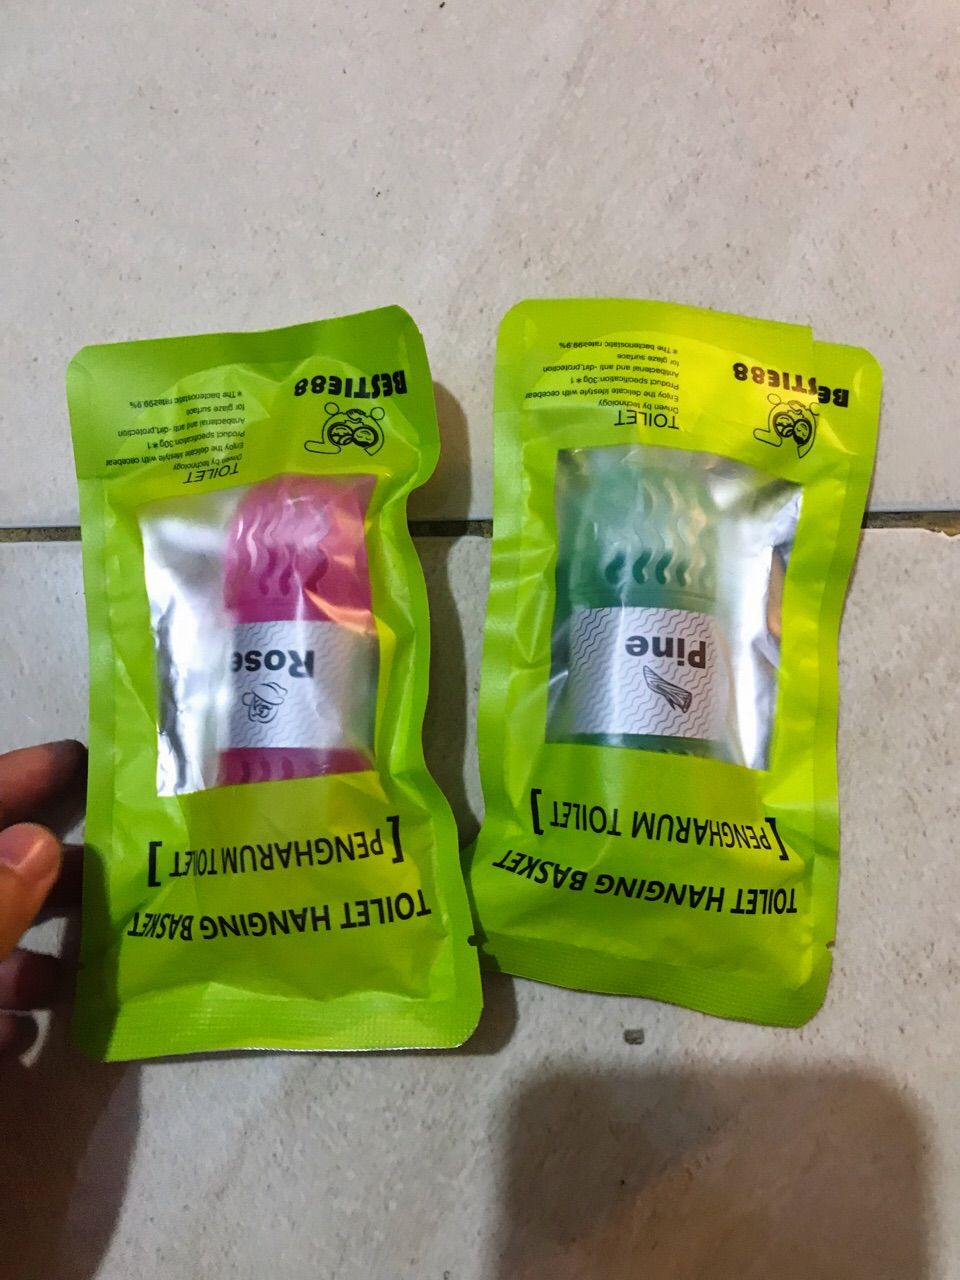 BESTIE88
TOILET
Driven by technology
Enjoy the delicate lifestyle with cecebear
Product specification:30g*1
Antibacterial and anti -dirt,protection
for glaze surface
*The bacteriostatic rate≥99.9%
Rose
[PENGHARUM TOILET]
TOILET HANGING BASKET
BESTIE88
TOILET
Driven by technology
Enjoy the delicate lifestyle with cecebear
Product specification:30g*1
Antibacterial and anti -dirt,protection
for glaze surface
*The bacteriostatic rate≥99.9%
Pine
[PENGHARUM TOILET]
TOILET HANGING BASKET